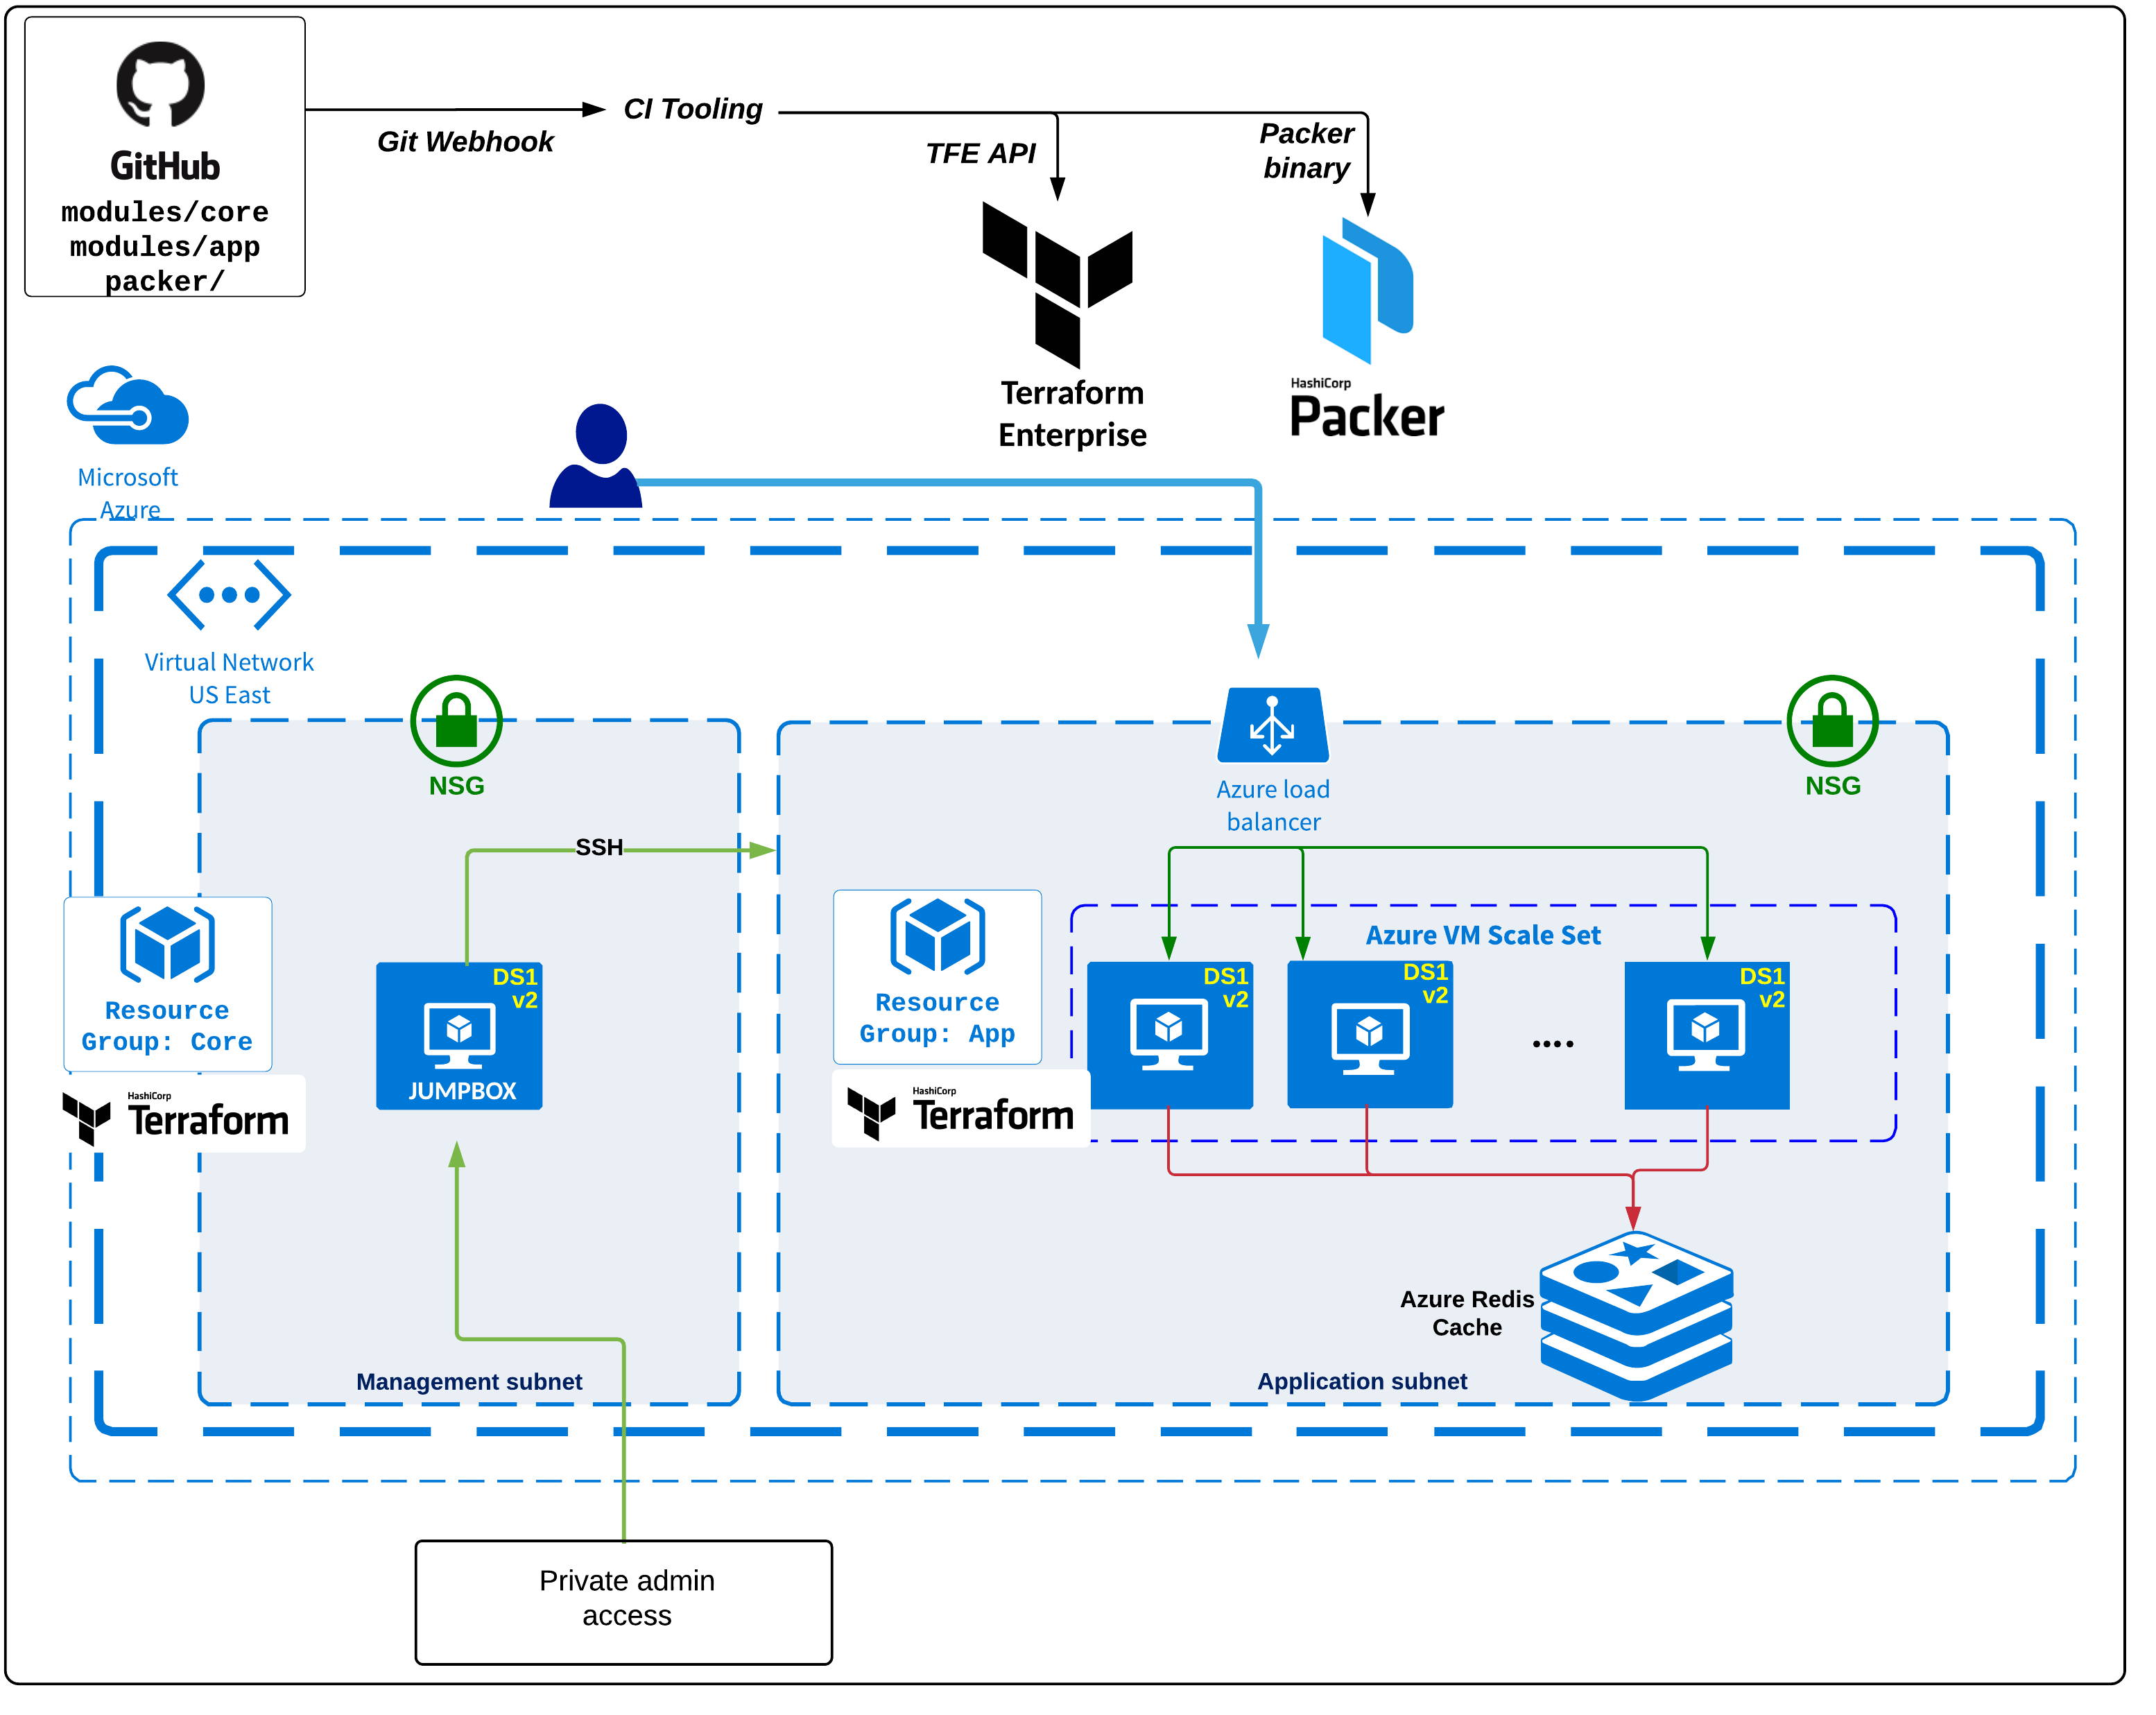 GitHub
modules/core
modules/app
packer/
Git Webhook
CI Tooling
TFE API
Packer
binary
Terraform
Enterprise
HashiCorp
Packer
Microsoft
Azure
Virtual Network
US East
NSG
NSG
Azure load
balancer
SSH
Resource
Group: Core
HashiCorp
Terraform
DS1
v2
JUMPBOX
Resource
Group: App
HashiCorp
Terraform
Azure VM Scale Set
DS1
v2
DS1
v2
....
DS1
v2
Azure Redis
Cache
Management subnet
Application subnet
Private admin
access